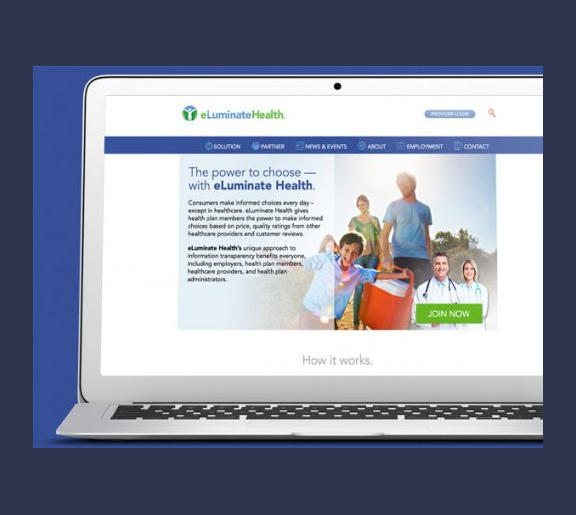 eLuminateHealth.
PROVIDER LOGIN
SOLUTION PARTNER NEWS & EVENTS ABOUT EMPLOYMENT CONTACT
The power to choose —
with eLuminate Health.
Consumers make informed choices every day –
except in healthcare. eLuminate Health gives
health plan members the power to make informed
choices based on price, quality ratings from other
healthcare providers and customer reviews.
eLuminate Health's unique approach to
information transparency benefits everyone,
including employers, health plan members,
healthcare providers, and health plan
administrators.
JOIN NOW
How it works.